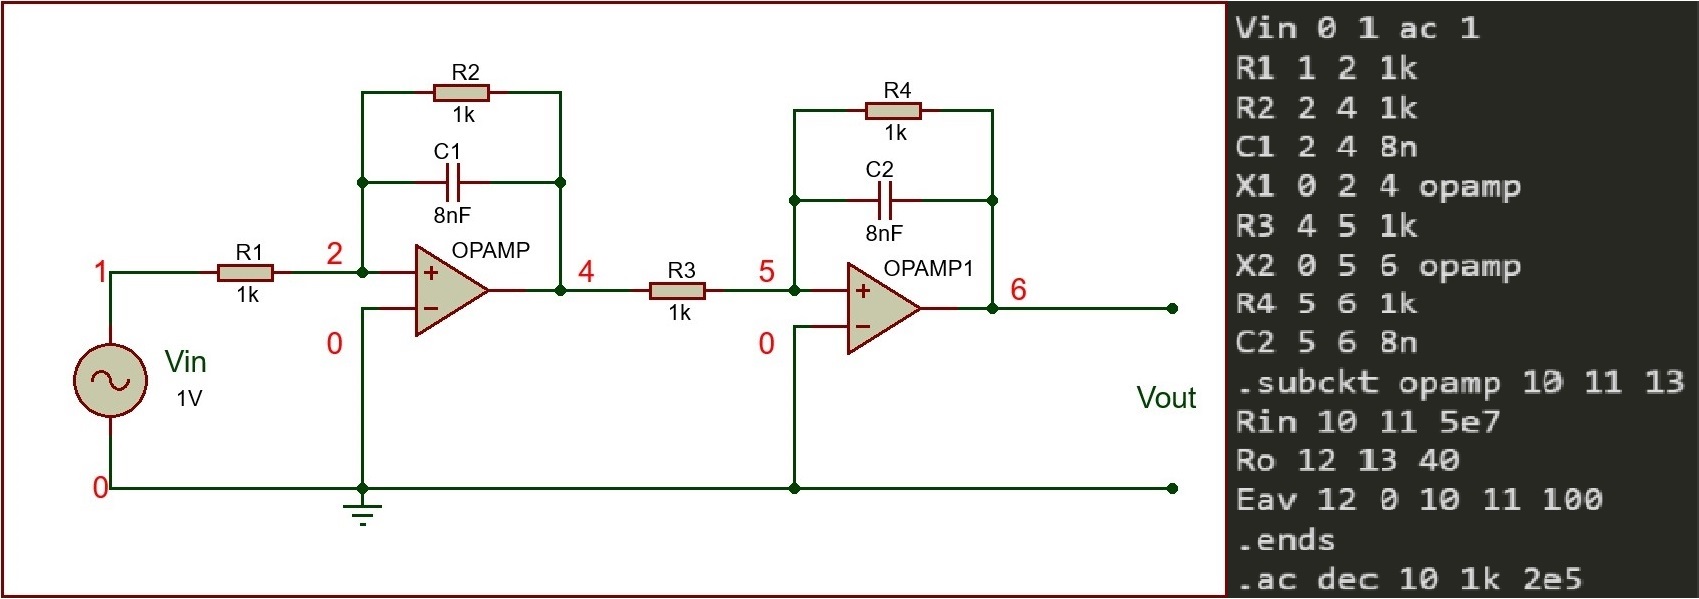 R2
1k
C1
8nF
OPAMP
R1
1k
1
2
0
4
Vin
1V
0
R3
1k
5
0
R4
1k
C2
8nF
OPAMP1
6
+
−
+
−
Vout
Vin 0 1 ac 1
R1 1 2 1k
R2 2 4 1k
C1 2 4 8n
X1 0 2 4 opamp
R3 4 5 1k
X2 0 5 6 opamp
R4 5 6 1k
C2 5 6 8n
.subckt opamp 10 11 13
Rin 10 11 5e7
Ro 12 13 40
Eav 12 0 10 11 100
.ends
.ac dec 10 1k 2e5